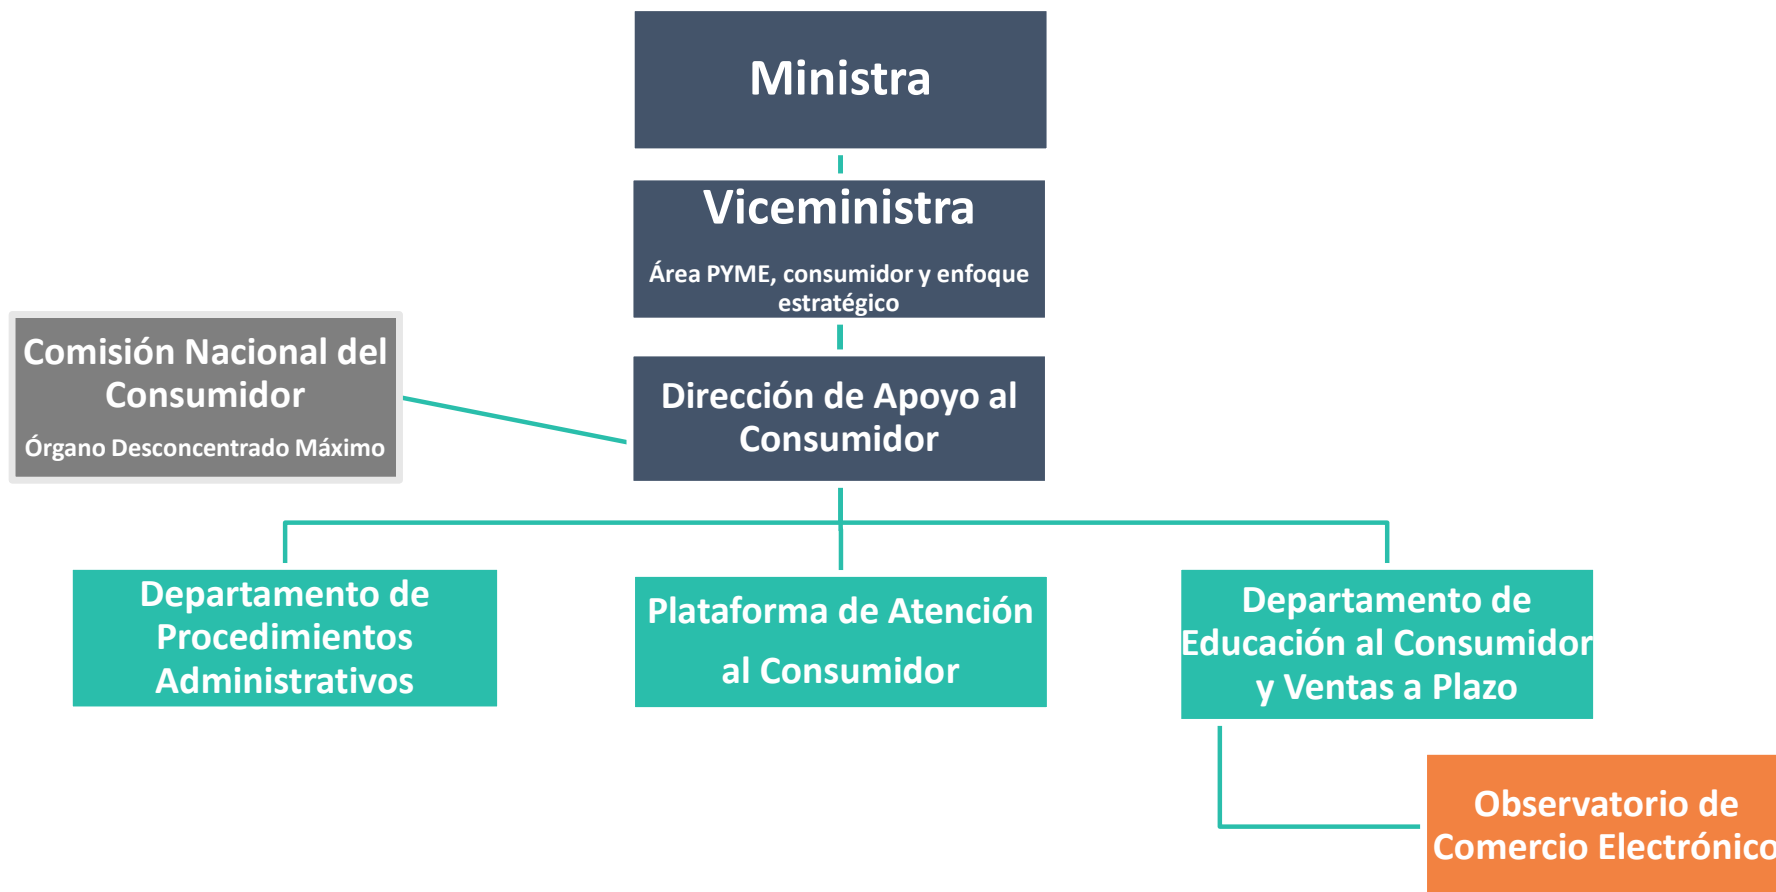 Ministra
Viceministra
Área PYME, consumidor y enfoque
estratégico
Comisión Nacional del
Consumidor
Órgano Desconcentrado Máximo
Dirección de Apoyo al
Consumidor
Departamento de
Procedimientos
Administrativos
Plataforma de Atención
al Consumidor
Departamento de
Educación al Consumidor
y Ventas a Plazo
Observatorio de
Comercio Electrónico